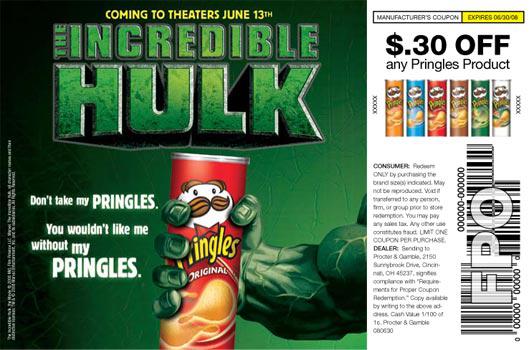 COMING TO THEATERS JUNE 13TH
THE
INCREDIBLE
HULK
Don't take my PRINGLES.
You wouldn't like me
without my
PRINGLES.
Pringles
ORIGINAL
MANUFACTURER'S COUPON
EXPIRES 06/30/08
$.30 OFF
any Pringles Product
Pringles
XXXXX
XXXXX
CONSUMER: Redeem
ONLY by purchasing the
brand size(s) indicated. May
not be reproduced. Void if
transferred to any person,
firm, or group prior to store
redemption. You may pay
any sales tax. Any other use
constitutes fraud. LIMIT ONE
COUPON PER PURCHASE.
DEALER: Sending to
Procter & Gamble, 2150
Sunnybrook Drive, Cincin-
nati, OH 45237, signifies
compliance with "Require-
ments for Proper Coupon
Redemption." Copy available
by writing to the above ad-
dress. Cash Value 1/100 of
1¢. Procter & Gamble
080630
FPO